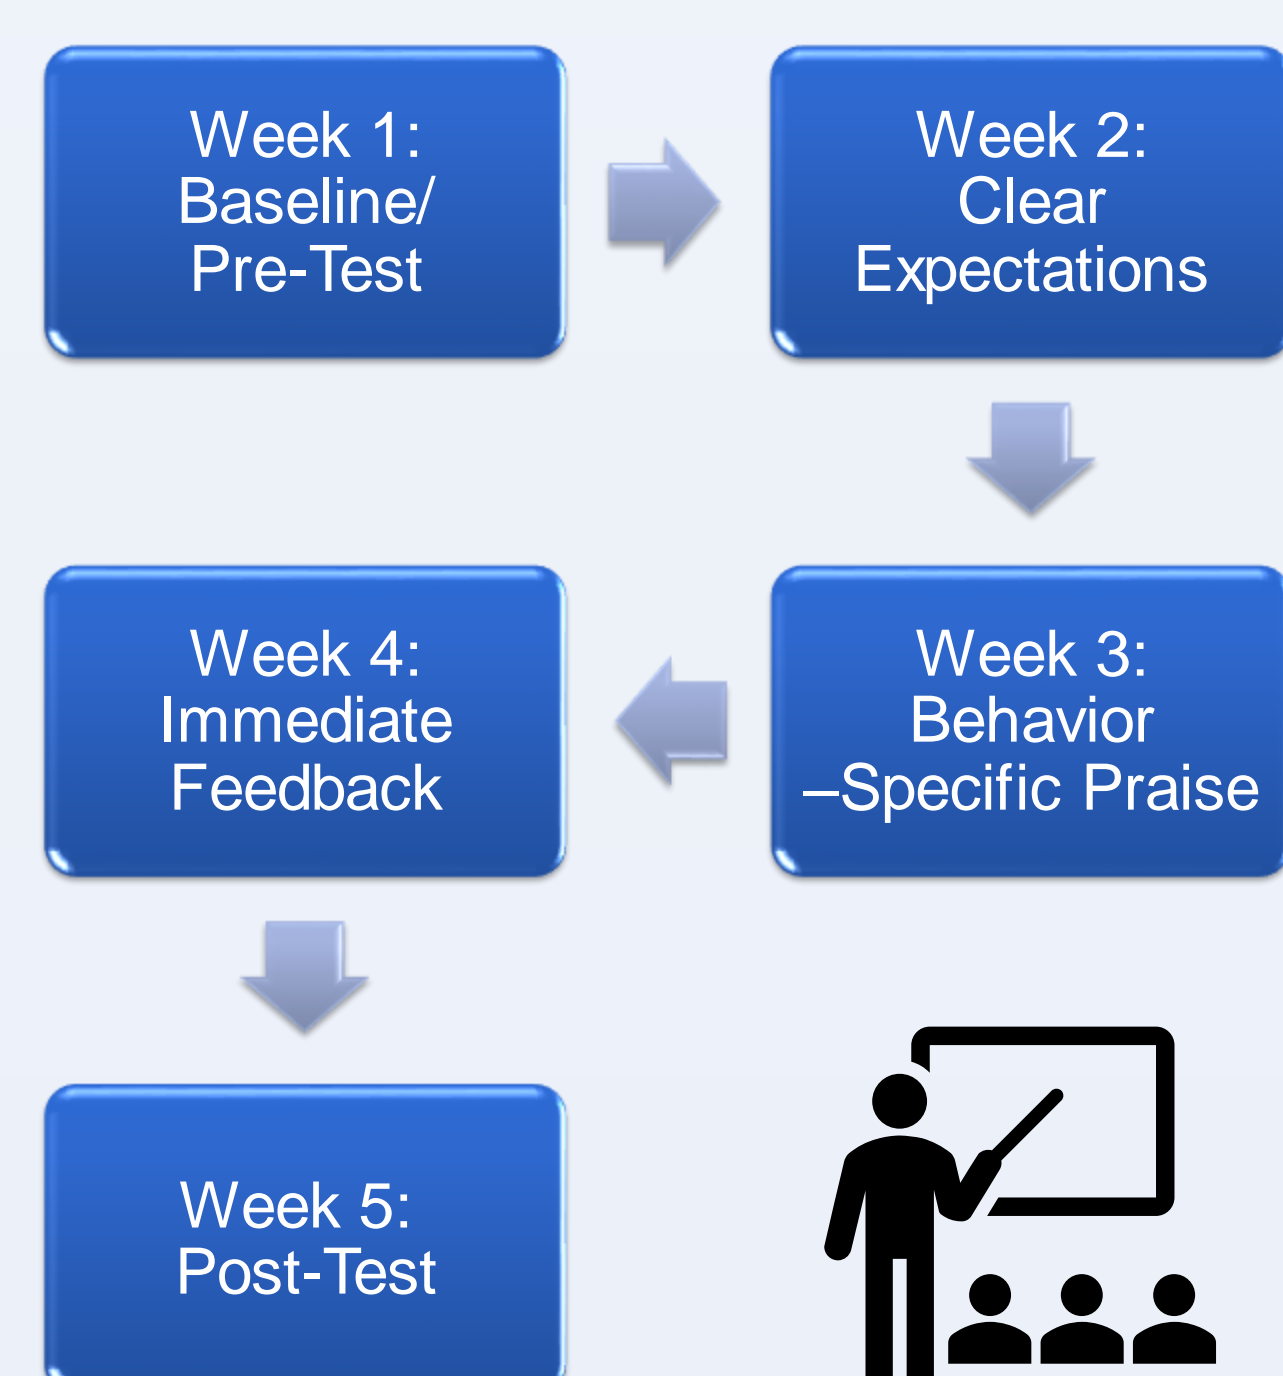 Week 1:
Baseline/
Pre-Test
Week 2:
Clear
Expectations
Week 3:
Behavior
–Specific Praise
Week 4:
Immediate
Feedback
Week 5:
Post-Test